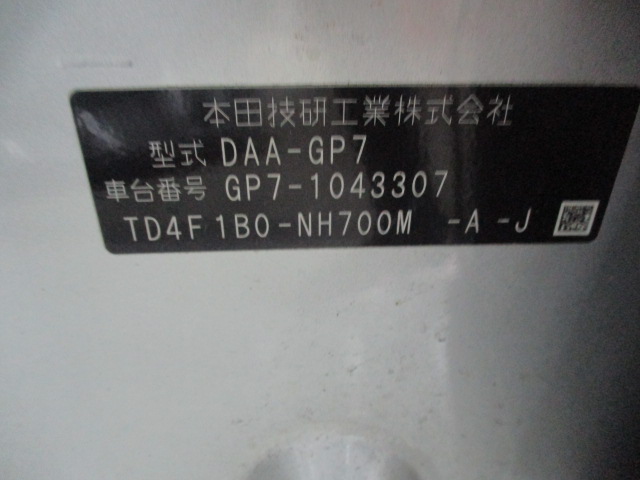 本田技研工業株式会社
型式 DAA-GP7
車台番号 GP7-1043307
TD4F1B0-NH700M -A-J